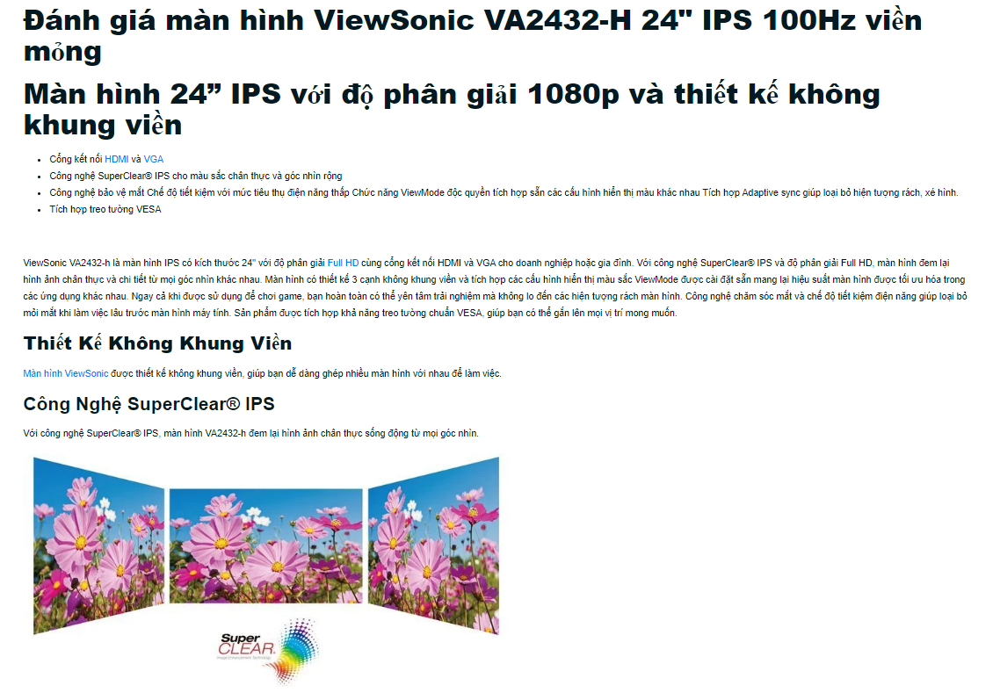 Đánh giá màn hình ViewSonic VA2432-H 24" IPS 100Hz viền
mỏng
Màn hình 24” IPS với độ phân giải 1080p và thiết kế không
khung viền
Cổng kết nối HDMI và VGA
Công nghệ SuperClear® IPS cho màu sắc chân thực và góc nhìn rộng
Công nghệ bảo vệ mắt Chế độ tiết kiệm với mức tiêu thụ điện năng thấp Chức năng ViewMode độc quyền tích hợp sẵn các cấu hình hiển thị màu khác nhau Tích hợp Adaptive sync giúp loại bỏ hiện tượng rách, xé hình.
Tích hợp treo tường VESA
ViewSonic VA2432-h là màn hình IPS có kích thước 24" với độ phân giải Full HD cùng cổng kết nối HDMI và VGA cho doanh nghiệp hoặc gia đình. Với công nghệ SuperClear® IPS và độ phân giải Full HD, màn hình đem lại
hình ảnh chân thực và chi tiết từ mọi góc nhìn khác nhau. Màn hình có thiết kế 3 cạnh không khung viền và tích hợp các cấu hình hiển thị màu sắc ViewMode được cài đặt sẵn mang lại hiệu suất màn hình được tối ưu hóa trong
các ứng dụng khác nhau. Ngay cả khi được sử dụng để chơi game, bạn hoàn toàn có thể yên tâm trải nghiệm mà không lo đến các hiện tượng rách màn hình. Công nghệ chăm sóc mắt và chế độ tiết kiệm điện năng giúp loại bỏ
mỏi mắt khi làm việc lâu trước màn hình máy tính. Sản phẩm được tích hợp khả năng treo tường chuẩn VESA, giúp bạn có thể gắn lên mọi vị trí mong muốn.
Thiết Kế Không Khung Viền
Màn hình ViewSonic được thiết kế không khung viền, giúp bạn dễ dàng ghép nhiều màn hình với nhau để làm việc.
Công Nghệ SuperClear® IPS
Với công nghệ SuperClear® IPS, màn hình VA2432-h đem lại hình ảnh chân thực sống động từ mọi góc nhìn.
Super
CLEAR®
Image Enhancement Technology